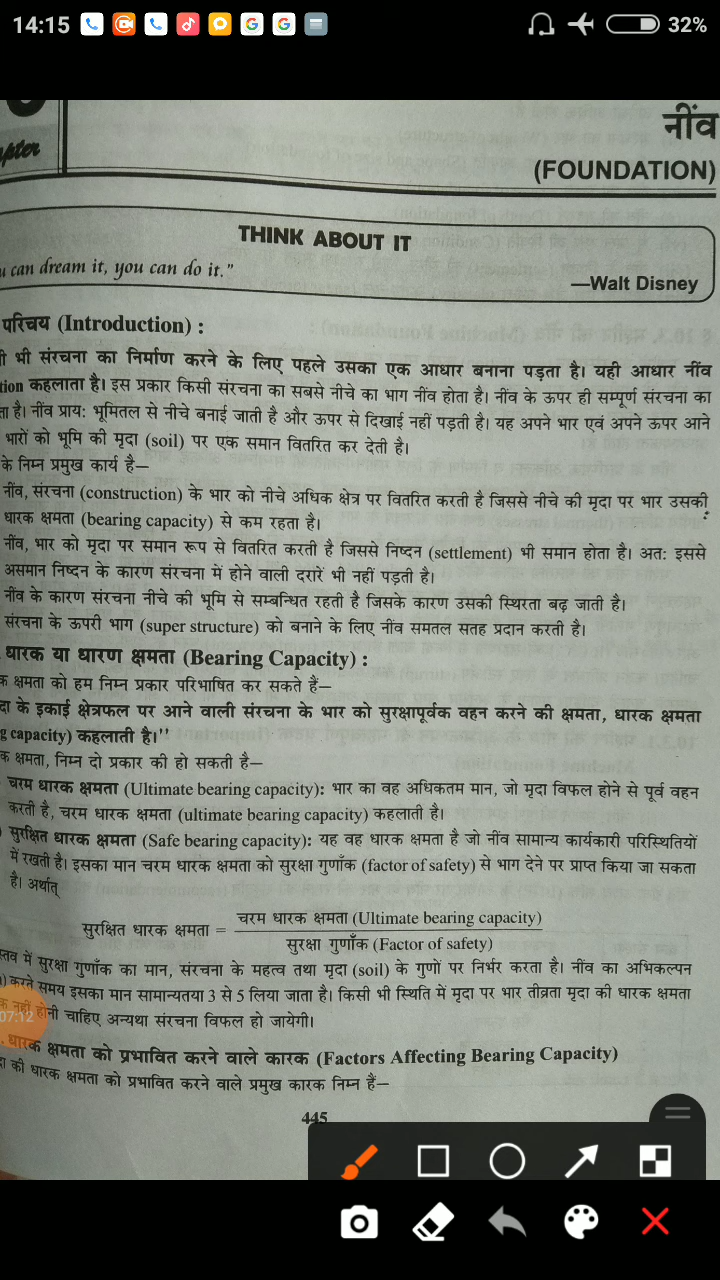 14:15
32%
नींव
(FOUNDATION)
THINK ABOUT IT
can dream it, you can do it."
—Walt Disney
परिचय (Introduction) :
भी संरचना का निर्माण करने के लिए पहले उसका एक आधार बनाना पड़ता है। यही आधार नींव
कहलाता है। इस प्रकार किसी संरचना का सबसे नीचे का भाग नींव होता है। नींव के ऊपर ही सम्पूर्ण संरचना का
है। नींव प्राय: भूमितल से नीचे बनाई जाती है और ऊपर से दिखाई नहीं पड़ती है। यह अपने भार एवं अपने ऊपर आने
भारों को भूमि की मृदा (soil) पर एक समान वितरित कर देती है।
के निम्न प्रमुख कार्य है—
नींव, संरचना (construction) के भार को नीचे अधिक क्षेत्र पर वितरित करती है जिससे नीचे की मृदा पर भार उसकी
धारक क्षमता (bearing capacity) से कम रहता है।
नींव, भार को मृदा पर समान रूप से वितरित करती है जिससे निष्दन (settlement) भी समान होता है। अत: इससे
असमान निष्दन के कारण संरचना में होने वाली दरारें भी नहीं पड़ती है।
नींव के कारण संरचना नीचे की भूमि से सम्बन्धित रहती है जिसके कारण उसकी स्थिरता बढ़ जाती है।
संरचना के ऊपरी भाग (super structure) को बनाने के लिए नींव समतल सतह प्रदान करती है।
धारक या धारण क्षमता (Bearing Capacity) :
क्षमता को हम निम्न प्रकार परिभाषित कर सकते हैं—
के इकाई क्षेत्रफल पर आने वाली संरचना के भार को सुरक्षापूर्वक वहन करने की क्षमता, धारक क्षमता
capacity) कहलाती है।''
क्षमता, निम्न दो प्रकार की हो सकती है—
चरम धारक क्षमता (Ultimate bearing capacity): भार का वह अधिकतम मान, जो मृदा विफल होने से पूर्व वहन
करती है, चरम धारक क्षमता (ultimate bearing capacity) कहलाती है।
सुरक्षित धारक क्षमता (Safe bearing capacity): यह वह धारक क्षमता है जो नींव सामान्य कार्यकारी परिस्थितियों
में रखती है। इसका मान चरम धारक क्षमता को सुरक्षा गुणाँक (factor of safety) से भाग देने पर प्राप्त किया जा सकता
है। अर्थात्
सुरक्षित धारक क्षमता = चरम धारक क्षमता (Ultimate bearing capacity)
सुरक्षा गुणाँक (Factor of safety)
में सुरक्षा गुणाँक का मान, संरचना के महत्व तथा मृदा (soil) के गुणों पर निर्भर करता है। नींव का अभिकल्पन
करते समय इसका मान सामान्यतया 3 से 5 लिया जाता है। किसी भी स्थिति में मृदा पर भार तीव्रता मृदा की धारक क्षमता
नहीं होनी चाहिए अन्यथा संरचना विफल हो जायेगी।
07:12
धारक क्षमता को प्रभावित करने वाले कारक (Factors Affecting Bearing Capacity)
की धारक क्षमता को प्रभावित करने वाले प्रमुख कारक निम्न हैं—
445